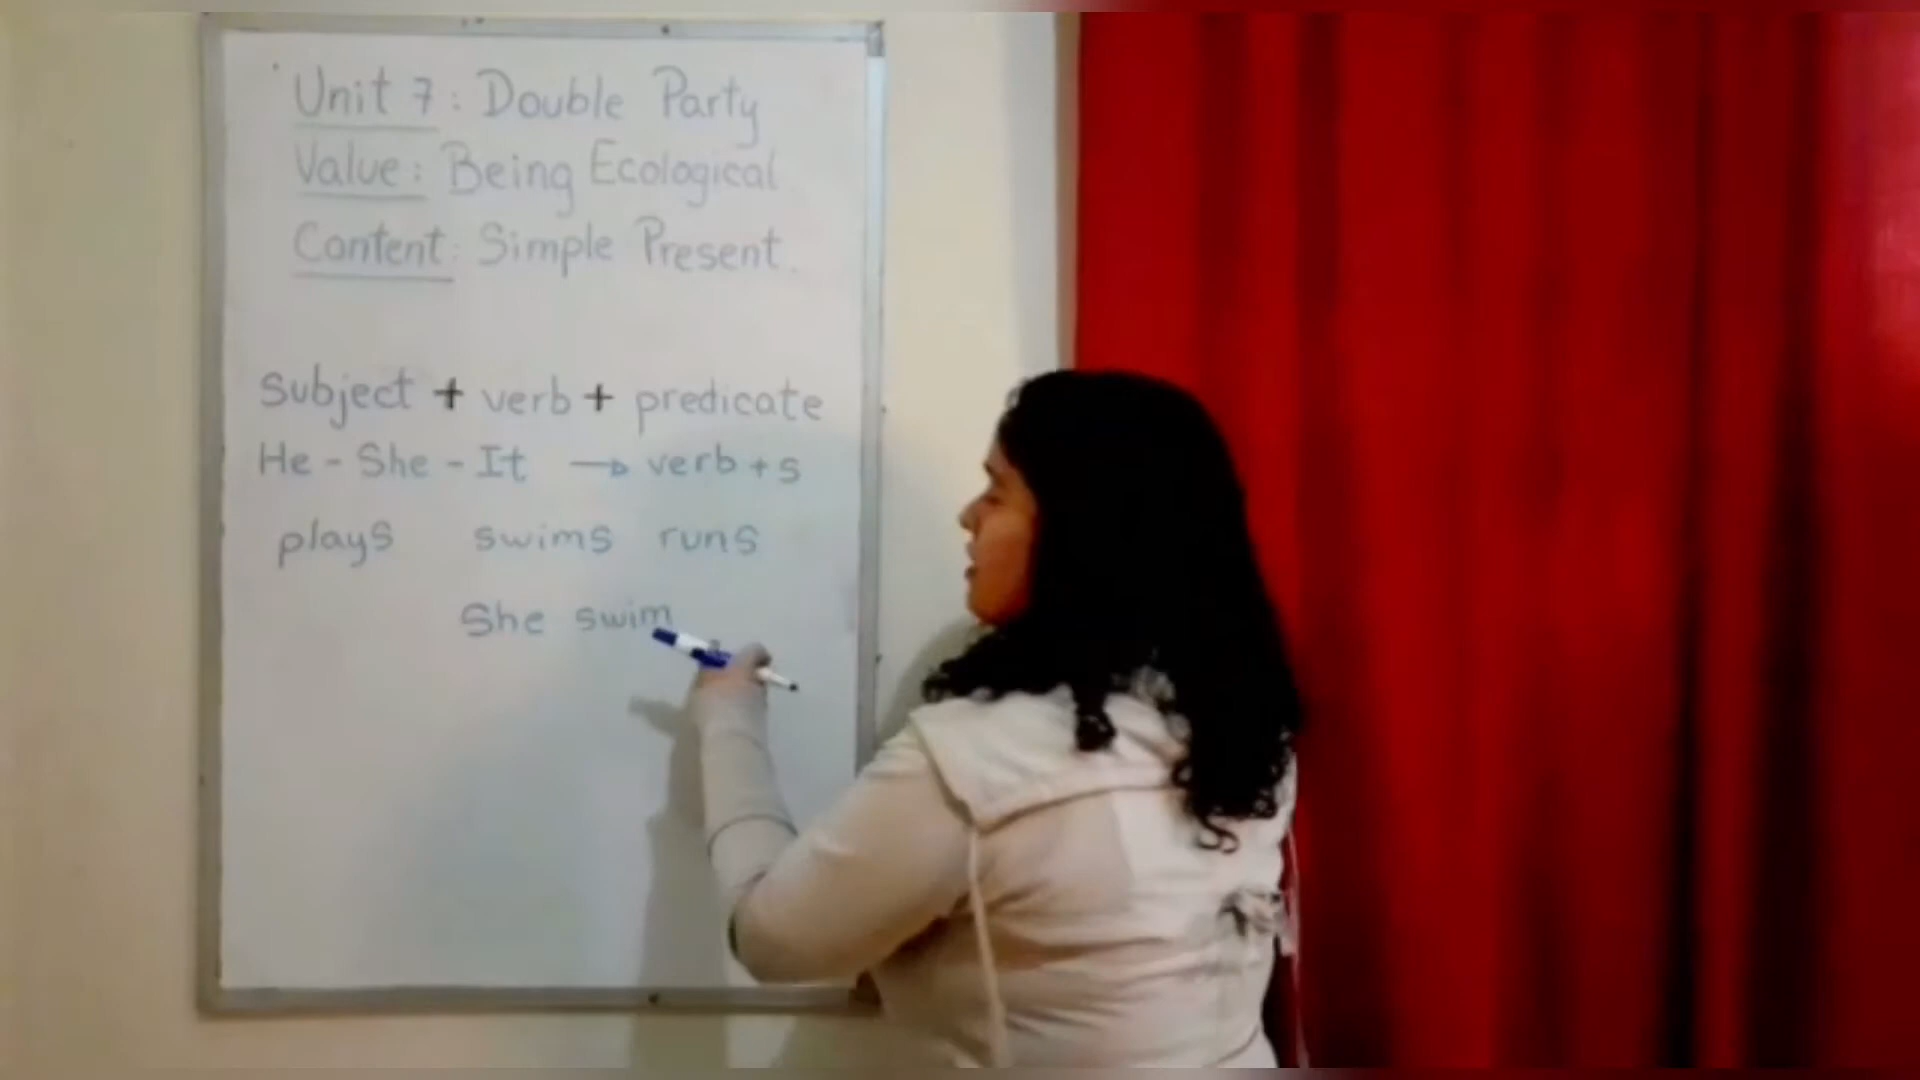 Unit 7: Double Party
Value: Being Ecological
Content: Simple Present.
Subject + verb + predicate
He - She - It → verb + s
plays swims runs
She swim